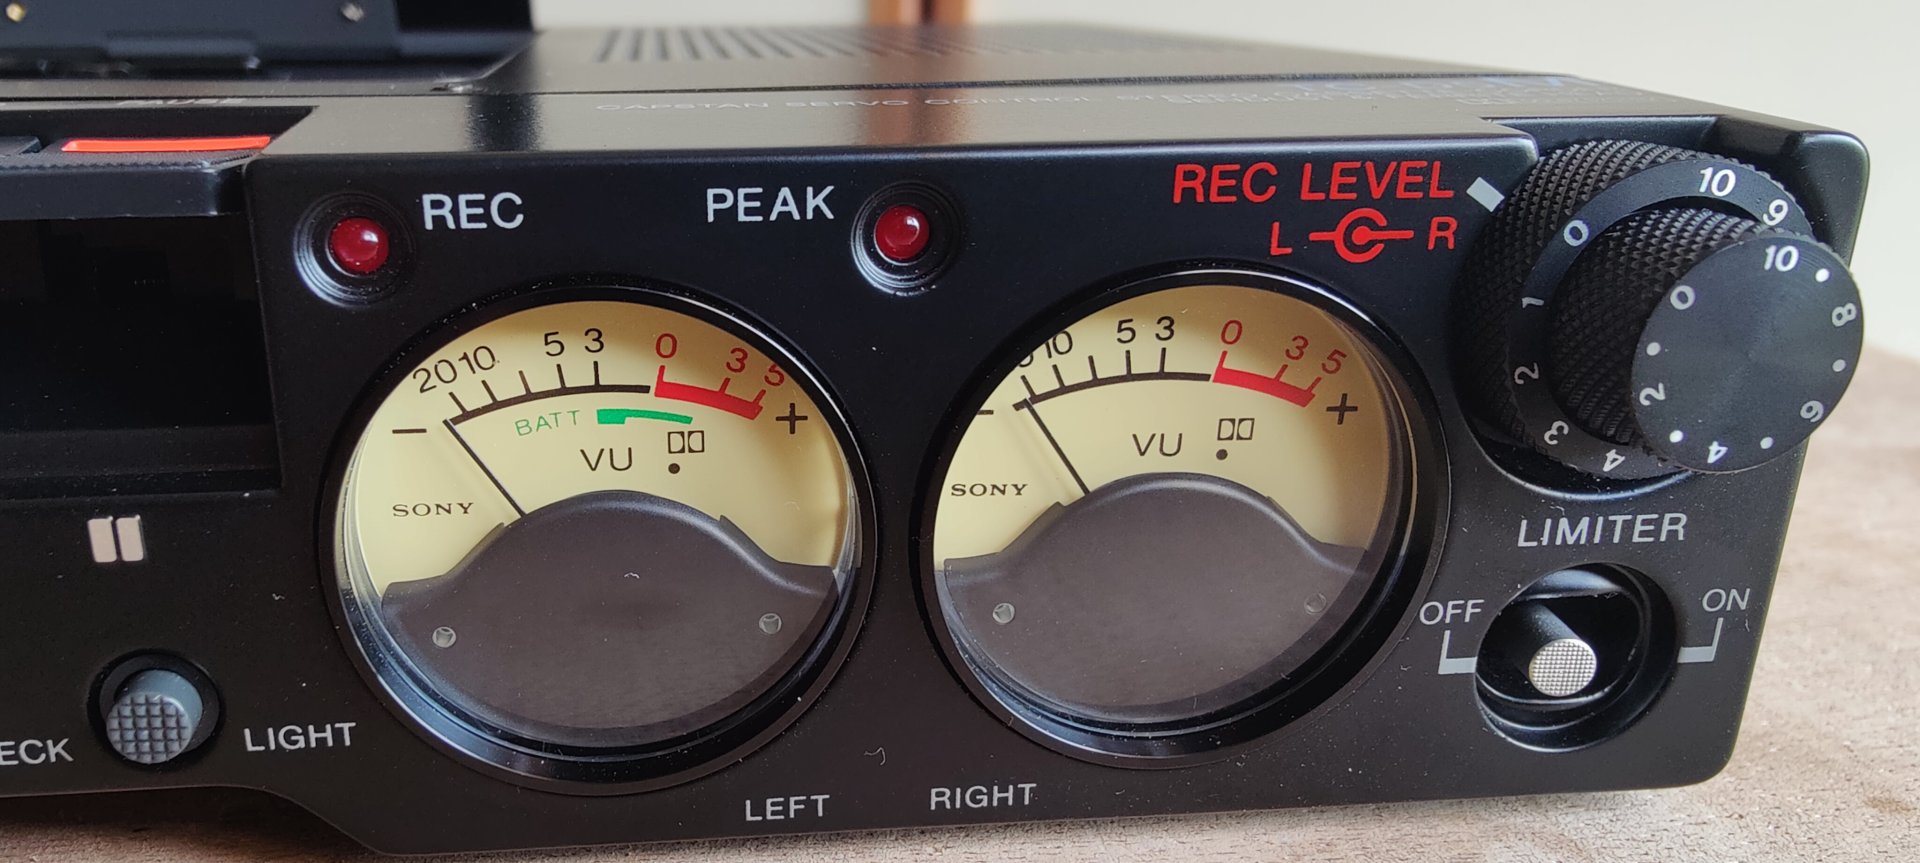 CAPSTAN SERVO CONTROL
REC
PEAK
REC LEVEL
L R
10
9
0
1
2
3
4
10
8
6
4
2
0
20 10 5 3 0 3 5
- +
BATT
VU
SONY
10 5 3 0 3 5
- +
VU
SONY
LIMITER
OFF ON
ECK LIGHT
LEFT RIGHT